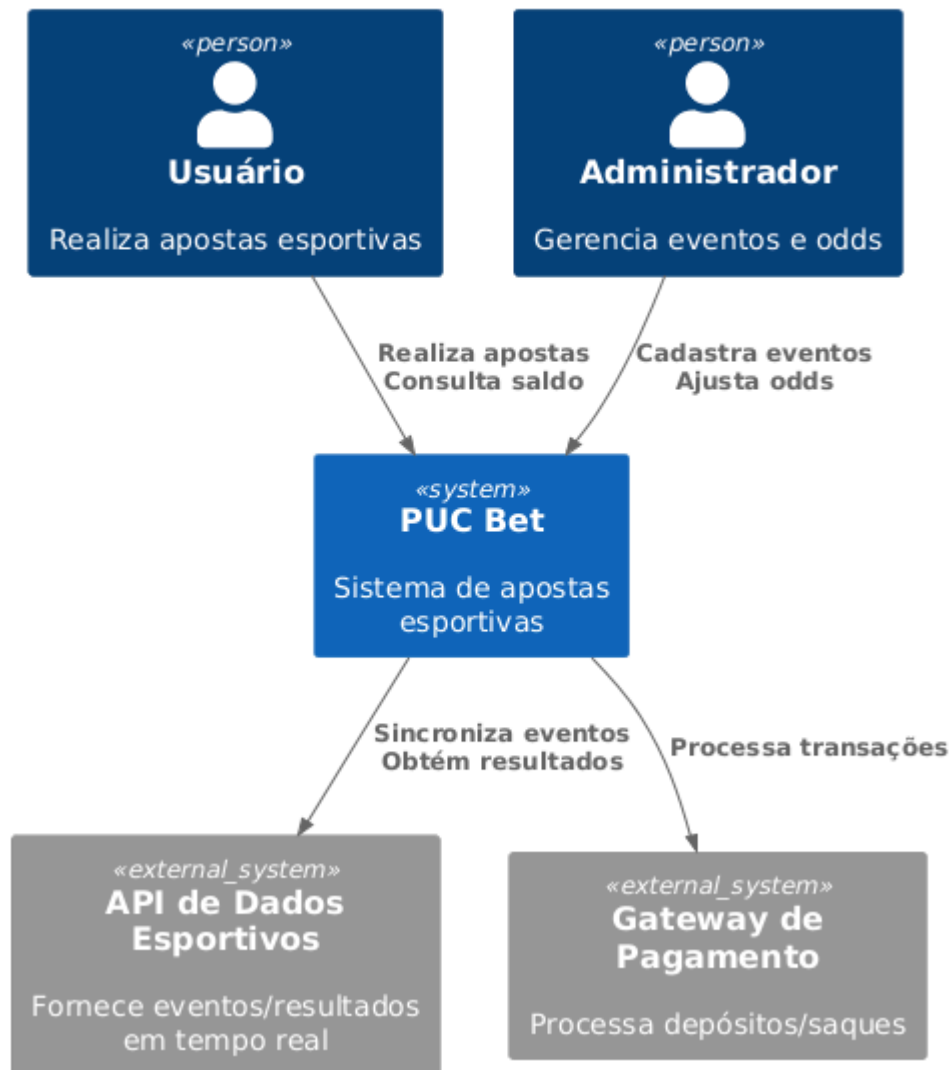 «person»
Usuário
Realiza apostas esportivas
«person»
Administrador
Gerencia eventos e odds
Realiza apostas
Consulta saldo
Cadastra eventos
Ajusta odds
«system»
PUC Bet
Sistema de apostas
esportivas
Sincroniza eventos
Obtém resultados
Processa transações
«external_system»
API de Dados
Esportivos
Fornece eventos/resultados
em tempo real
«external_system»
Gateway de
Pagamento
Processa depósitos/saques